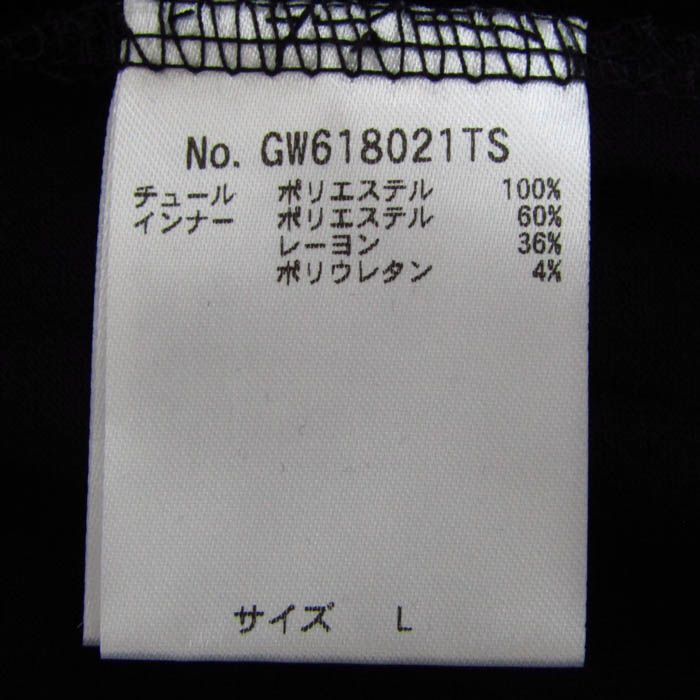 No. GW618021TS
チュール ポリエステル 100%
インナー ポリエステル 60%
レーヨン 36%
ポリウレタン 4%
サイズ L